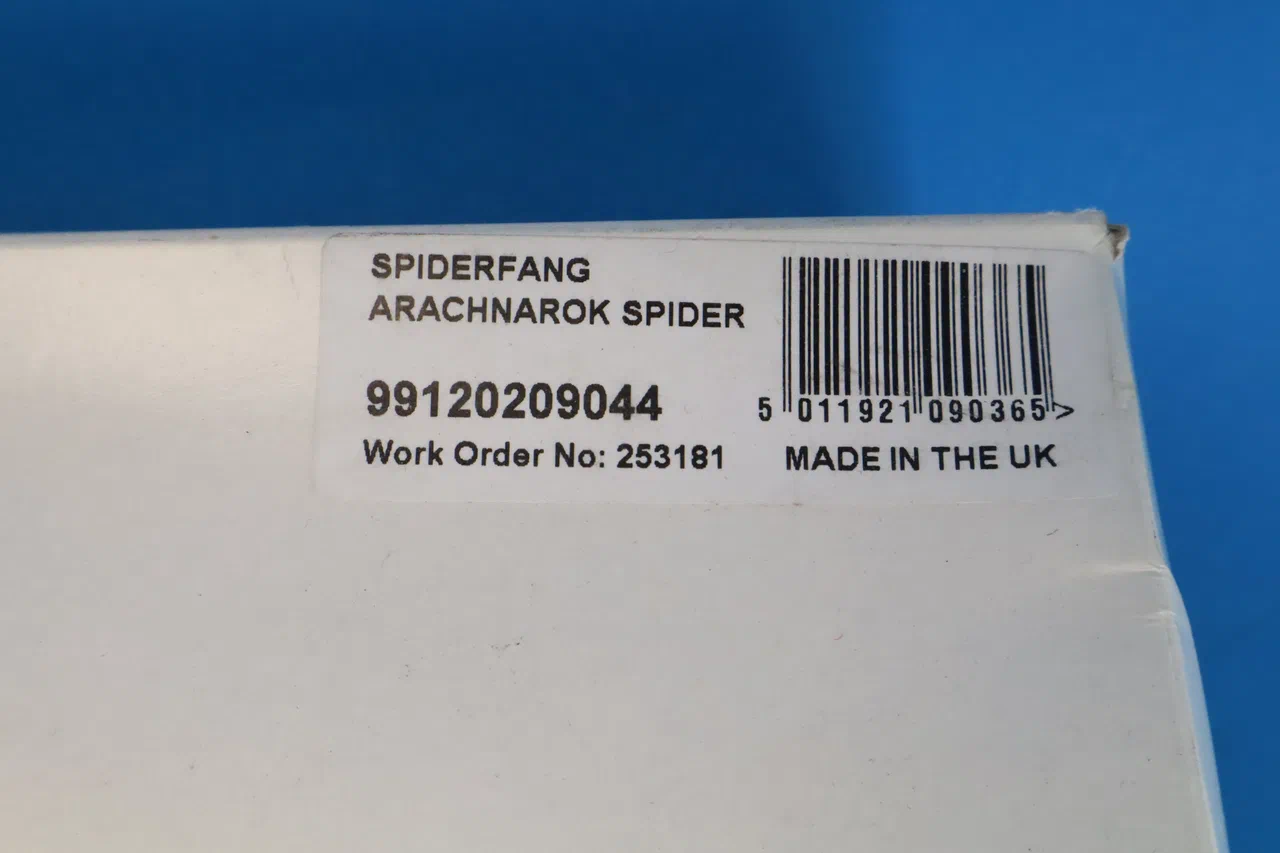 SPIDERFANG
ARACHNAROK SPIDER
99120209044
Work Order No: 253181
5 011921 090365 >
MADE IN THE UK